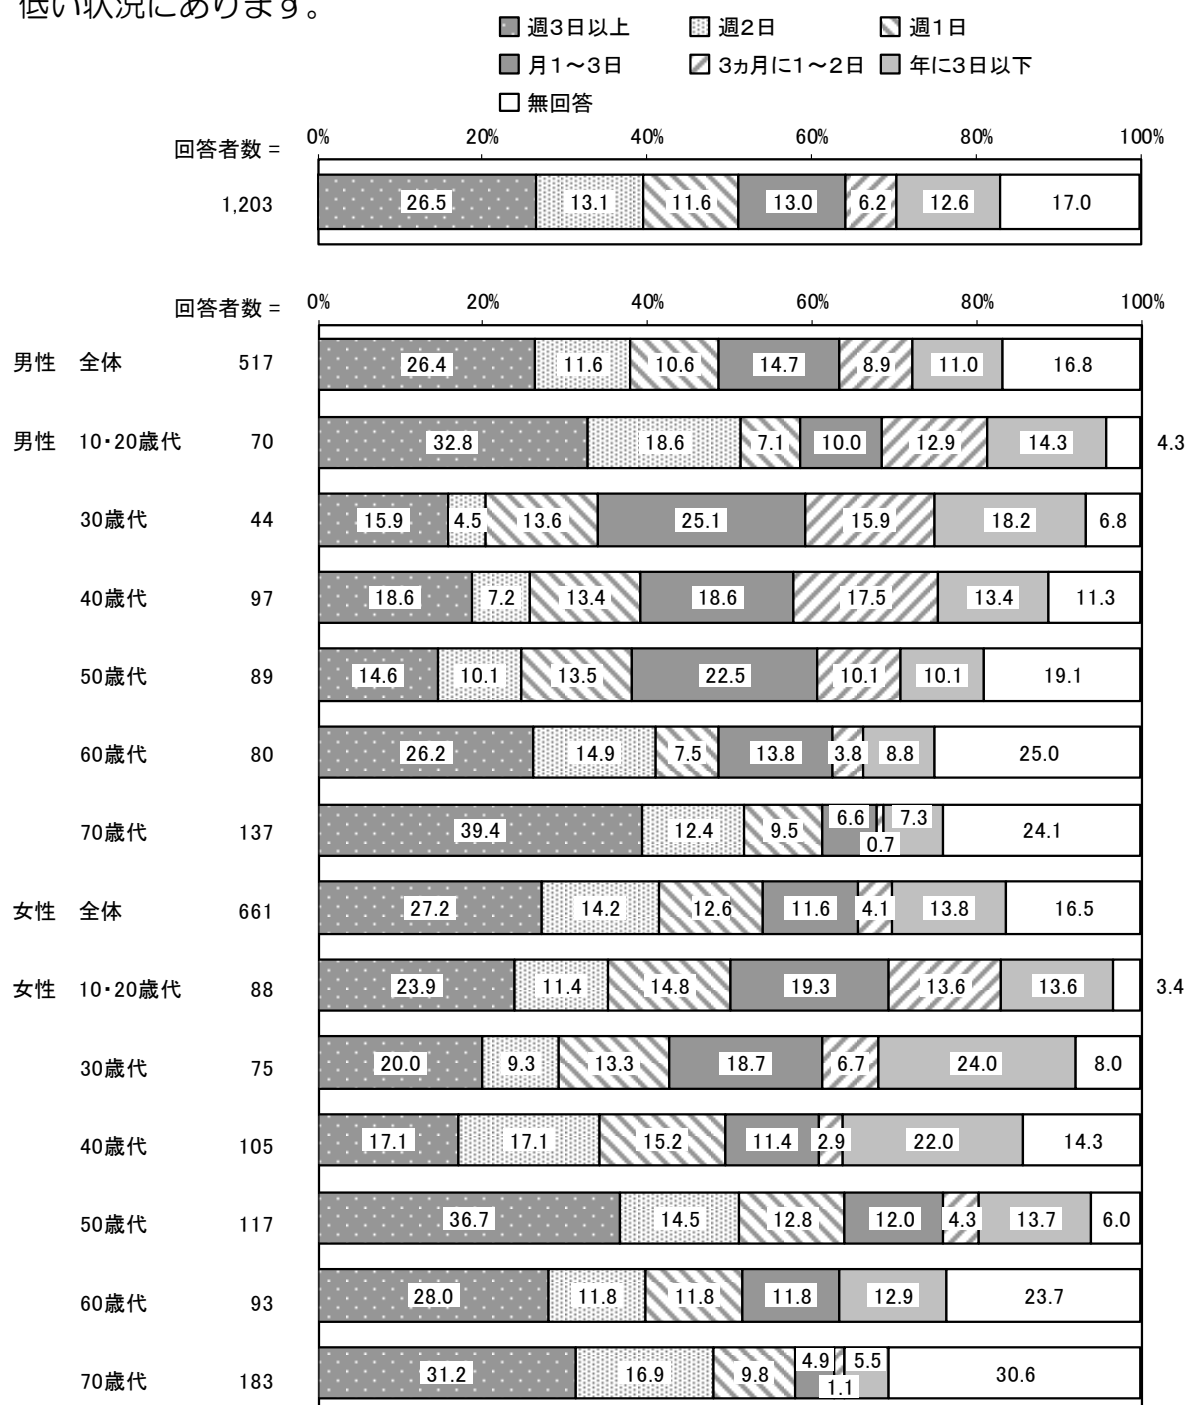 低い状況にあります。
週3日以上 週2日 週1日
月1～3日 3ヵ月に1～2日 年に3日以下
無回答
回答者数 = 0% 20% 40% 60% 80% 100%
1,203 26.5 13.1 11.6 13.0 6.2 12.6 17.0
回答者数 = 0% 20% 40% 60% 80% 100%
男性 全体 517 26.4 11.6 10.6 14.7 8.9 11.0 16.8
男性 10・20歳代 70 32.8 18.6 7.1 10.0 12.9 14.3 4.3
30歳代 44 15.9 4.5 13.6 25.1 15.9 18.2 6.8
40歳代 97 18.6 7.2 13.4 18.6 17.5 13.4 11.3
50歳代 89 14.6 10.1 13.5 22.5 10.1 10.1 19.1
60歳代 80 26.2 14.9 7.5 13.8 3.8 8.8 25.0
70歳代 137 39.4 12.4 9.5 6.6 0.7 7.3 24.1
女性 全体 661 27.2 14.2 12.6 11.6 4.1 13.8 16.5
女性 10・20歳代 88 23.9 11.4 14.8 19.3 13.6 13.6 3.4
30歳代 75 20.0 9.3 13.3 18.7 6.7 24.0 8.0
40歳代 105 17.1 17.1 15.2 11.4 2.9 22.0 14.3
50歳代 117 36.7 14.5 12.8 12.0 4.3 13.7 6.0
60歳代 93 28.0 11.8 11.8 11.8 12.9 23.7
70歳代 183 31.2 16.9 9.8 4.9 1.1 5.5 30.6